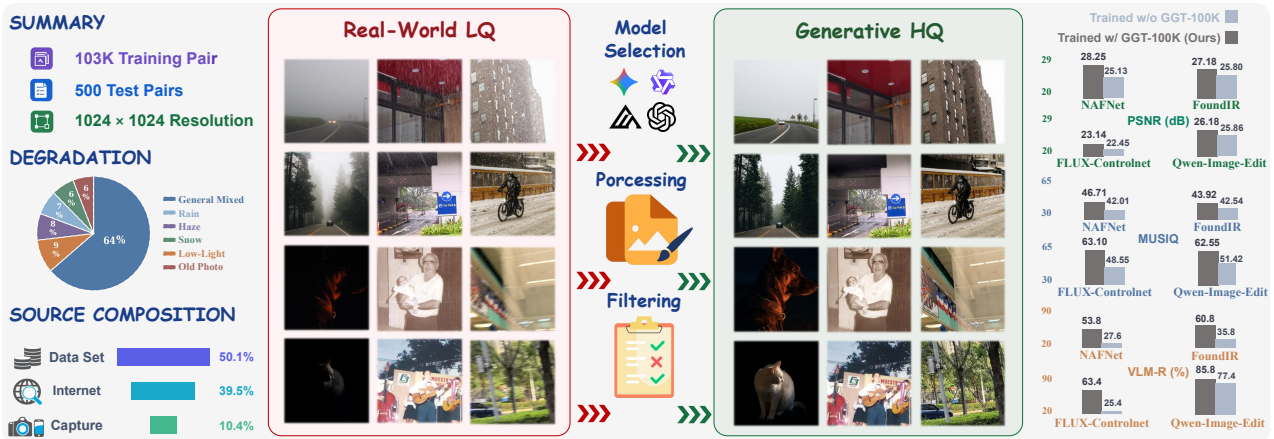 SUMMARY
103K Training Pair
500 Test Pairs
1024 × 1024 Resolution
DEGRADATION
6 %
6 %
7 %
8 %
9 %
64%
General Mixed
Rain
Haze
Snow
Low-Light
Old Photo
SOURCE COMPOSITION
Data Set 50.1%
Internet 39.5%
Capture 10.4%
Real-World LQ
Model
Selection
Porcessing
Filtering
Generative HQ
Trained w/o GGT-100K
Trained w/ GGT-100K (Ours)
29
20
28.25 25.13
NAFNet
27.18 25.80
FoundIR
PSNR (dB)
29
20
23.14 22.45
FLUX-Controlnet
26.18 25.86
Qwen-Image-Edit
65
30
46.71 42.01
NAFNet
43.92 42.54
FoundIR
MUSIQ
65
30
63.10 48.55
FLUX-Controlnet
62.55 51.42
Qwen-Image-Edit
90
20
53.8 27.6
NAFNet
60.8 35.8
FoundIR
VLM-R (%)
90
20
63.4 25.4
FLUX-Controlnet
85.8 77.4
Qwen-Image-Edit